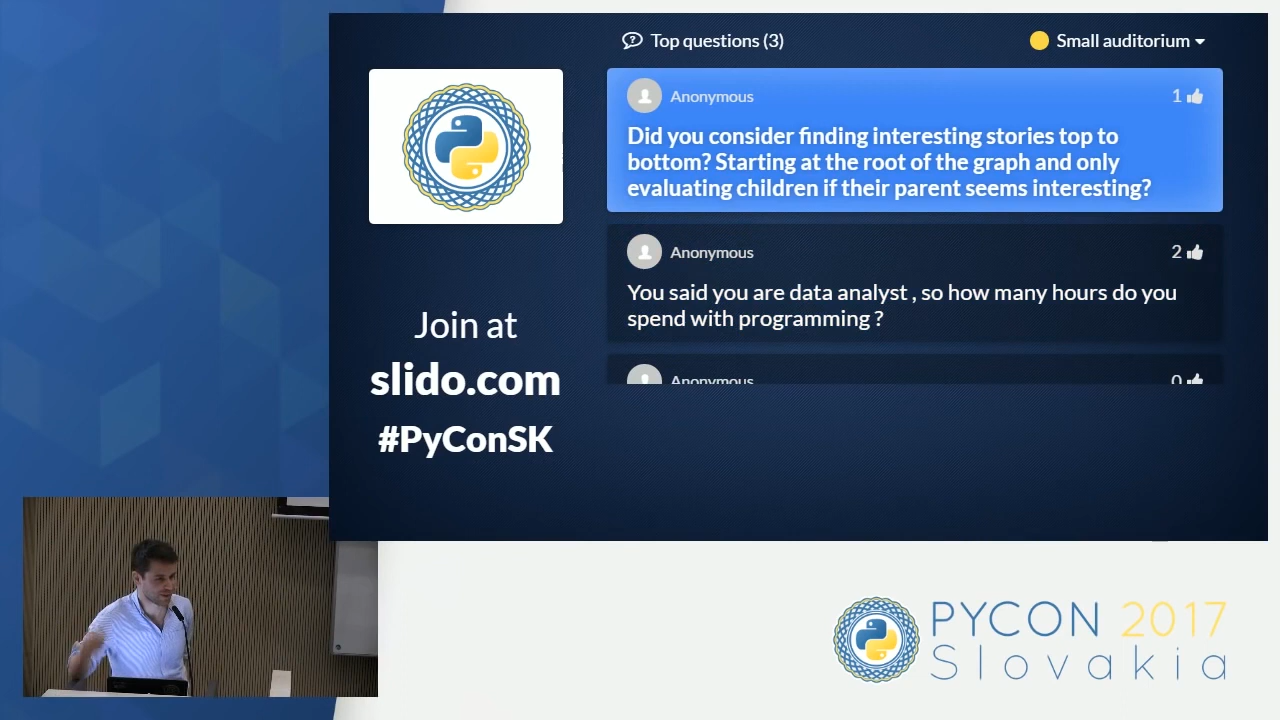 Top questions (3)
Small auditorium
Anonymous
1
Did you consider finding interesting stories top to
bottom? Starting at the root of the graph and only
evaluating children if their parent seems interesting?
Anonymous
2
You said you are data analyst , so how many hours do you
spend with programming ?
Anonymous
0
Join at
slido.com
#PyConSK
PYCON 2017
Slovakia